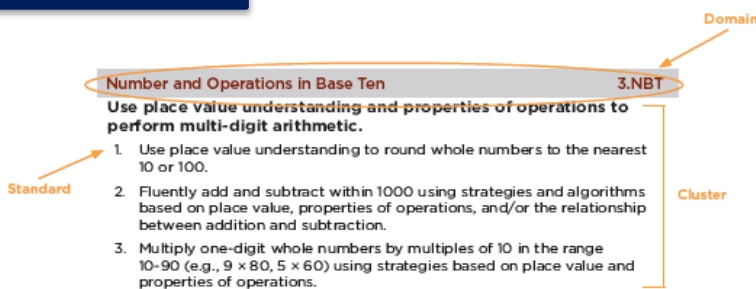 Domain
Number and Operations in Base Ten 3.NBT
Use place value understanding and properties of operations to
perform multi-digit arithmetic.
1. Use place value understanding to round whole numbers to the nearest
10 or 100.
Standard
2. Fluently add and subtract within 1000 using strategies and algorithms
based on place value, properties of operations, and/or the relationship
between addition and subtraction.
Cluster
3. Multiply one-digit whole numbers by multiples of 10 in the range
10-90 (e.g., 9 × 80, 5 × 60) using strategies based on place value and
properties of operations.